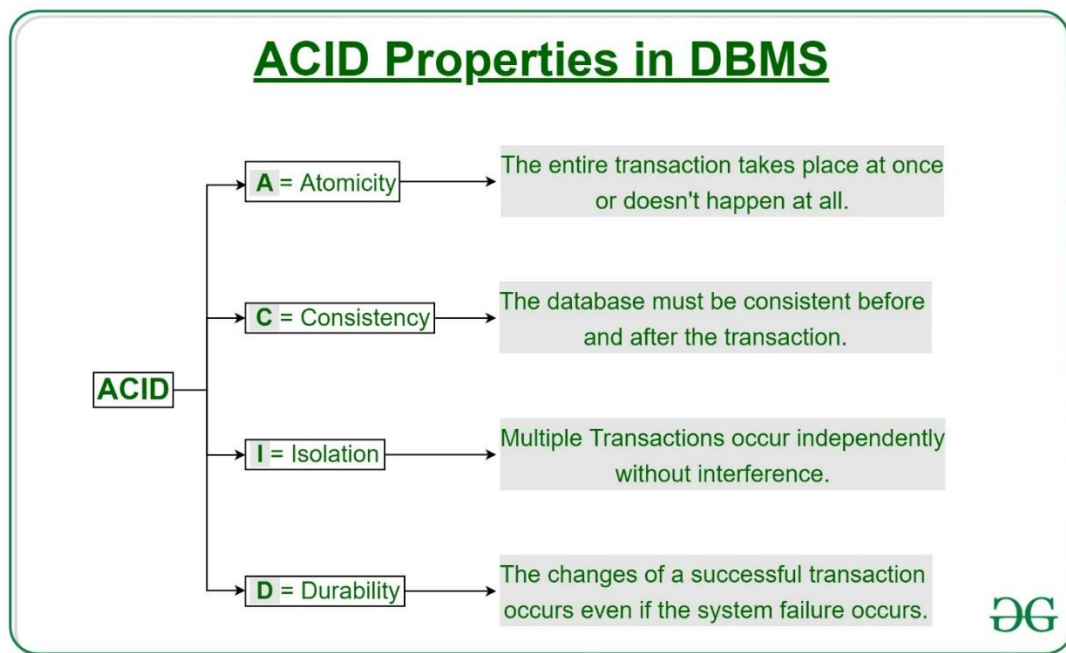 ACID Properties in DBMS
A = Atomicity
The entire transaction takes place at once
or doesn't happen at all.
C = Consistency
The database must be consistent before
and after the transaction.
ACID
I = Isolation
Multiple Transactions occur independently
without interference.
D = Durability
The changes of a successful transaction
occurs even if the system failure occurs.